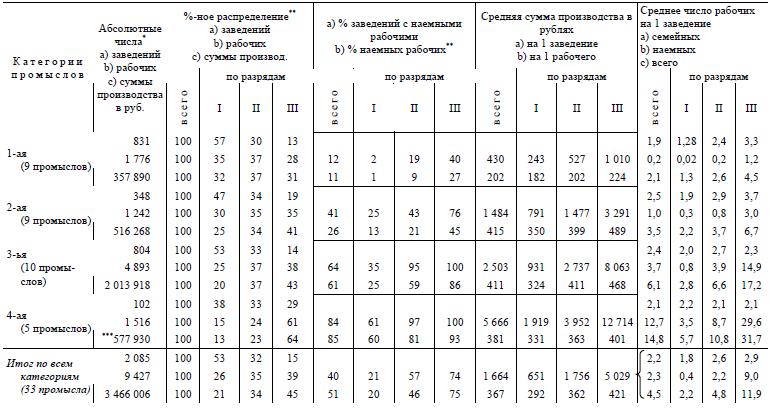 Категории промыслов | Абсолютные числа* a) заведений b) рабочих c) суммы производства в руб. | %-ное распределение** a) заведений b) рабочих c) суммы производ. | a) % заведений с наемными рабочими b) % наемных рабочих** | Средняя сумма производства в рублях a) на 1 заведение b) на 1 рабочего | Среднее число рабочих на 1 заведение a) семейных b) наемных c) всего
по разрядам | по разрядам | по разрядам | по разрядам
всего I II III | всего I II III | всего I II III | всего I II III
831 100 57 30 13 1,9 1,28 2,4 3,3
1-ая
(9 промыслов) 1 776 100 35 37 28 12 2 19 40 430 243 527 1 010 0,2 0,02 0,2 1,2
357 890 100 32 37 31 11 1 9 27 202 182 202 224 2,1 1,3 2,6 4,5
348 100 47 34 19 2,5 1,9 2,9 3,7
2-ая
(9 промыслов) 1 242 100 30 35 35 41 25 43 76 1 484 791 1 477 3 291 1,0 0,3 0,8 3,0
516 268 100 25 34 41 26 13 21 45 415 350 399 489 3,5 2,2 3,7 6,7
3-ья 804 100 53 33 14 2,4 2,0 2,7 2,3
(10 промы- 4 893 100 25 37 38 64 35 95 100 2 503 931 2 737 8 063 3,7 0,8 3,9 14,9
слов) 2 013 918 100 20 37 43 61 25 59 86 411 324 411 468 6,1 2,8 6,6 17,2
102 100 38 33 29 2,1 2,1 2,2 2,1
4-ая
(5 промыслов) 1 516 100 15 24 61 84 61 97 100 5 666 1 919 3 952 12 714 12,7 3,5 8,7 29,6
***577 930 100 13 23 64 85 60 81 93 381 331 363 401 14,8 5,7 10,8 31,7
Итог по всем 2 085 100 53 32 15 2,2 1,8 2,6 2,9
категориям 9 427 100 26 35 39 40 21 57 74 1 664 651 1 756 5 029 2,3 0,4 2,2 9,0
(33 промысла) 3 466 006 100 21 34 45 51 20 46 75 367 292 362 421 4,5 2,2 4,8 11,9